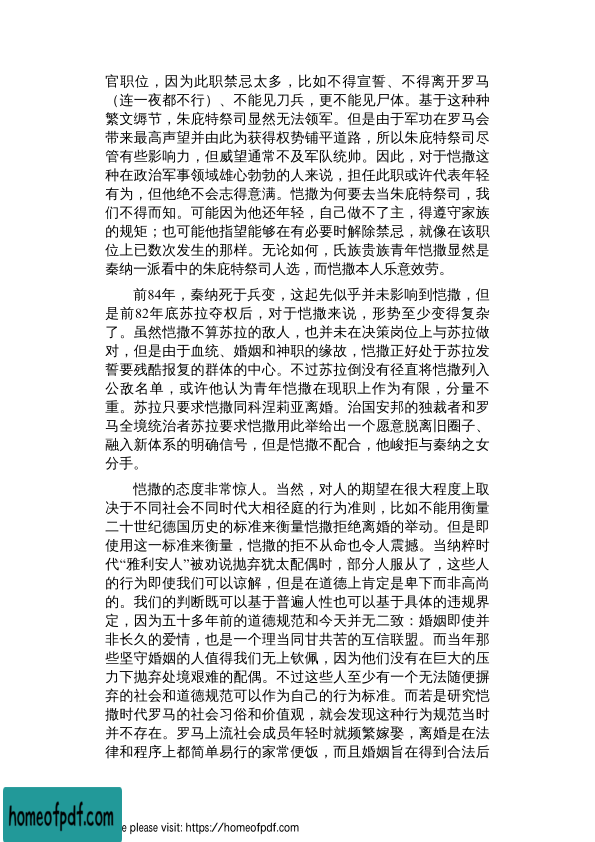 官职位，因为此职禁忌太多，比如不得宣誓、不得离开罗马
（连一夜都不行）、不能见刀兵，更不能见尸体。基于这种种
繁文缛节，朱庇特祭司显然无法领军。但是由于军功在罗马会
带来最高声望并由此为获得权势铺平道路，所以朱庇特祭司尽
管有些影响力，但威望通常不及军队统帅。因此，对于恺撒这
种在政治军事领域雄心勃勃的人来说，担任此职或许代表年轻
有为，但他绝不会志得意满。恺撒为何要去当朱庇特祭司，我
们不得而知。可能因为他还年轻，自己做不了主，得遵守家族
的规矩；也可能他指望能够在有必要时解除禁忌，就像在该职
位上已数次发生的那样。无论如何，氏族贵族青年恺撒显然是
秦纳一派看中的朱庇特祭司人选，而恺撒本人乐意效劳。
前84年，秦纳死于兵变，这起先似乎并未影响到恺撒，但
是前82年底苏拉夺权后，对于恺撒来说，形势至少变得复杂
了。虽然恺撒不算苏拉的敌人，也并未在决策岗位上与苏拉做
对，但是由于血统、婚姻和神职的缘故，恺撒正好处于苏拉发
誓要残酷报复的群体的中心。不过苏拉倒没有径直将恺撒列入
公敌名单，或许他认为青年恺撒在现职上作为有限，分量不
重。苏拉只要求恺撒同科涅莉亚离婚。治国安邦的独裁者和罗
马全境统治者苏拉要求恺撒用此举给出一个愿意脱离旧圈子、
融入新体系的明确信号，但是恺撒不配合，他峻拒与秦纳之女
分手。
恺撒的态度非常惊人。当然，对人的期望在很大程度上取
决于不同社会不同时代大相径庭的行为准则，比如不能用衡量
二十世纪德国历史的标准来衡量恺撒拒绝离婚的举动。但是即
使用这一标准来衡量，恺撒的拒不从命也令人震撼。当纳粹时
代“雅利安人”被劝说抛弃犹太配偶时，部分人服从了，这些人
的行为即使我们可以谅解，但是在道德上肯定是卑下而非高尚
的。我们的判断既可以基于普遍人性也可以基于具体的违规界
定，因为五十多年前的道德规范和今天并无二致：婚姻即使并
非长久的爱情，也是一个理当同甘共苦的互信联盟。而当年那
些坚守婚姻的人值得我们无上钦佩，因为他们没有在巨大的压
力下抛弃处境艰难的配偶。不过这些人至少有一个无法随便摒
弃的社会和道德规范可以作为自己的行为标准。而若是研究恺
撒时代罗马的社会习俗和价值观，就会发现这种行为规范当时
并不存在。罗马上流社会成员年轻时就频繁嫁娶，离婚是在法
律和程序上都简单易行的家常便饭，而且婚姻旨在得到合法后
homeofpdf.com
please visit: https://homeofpdf.com